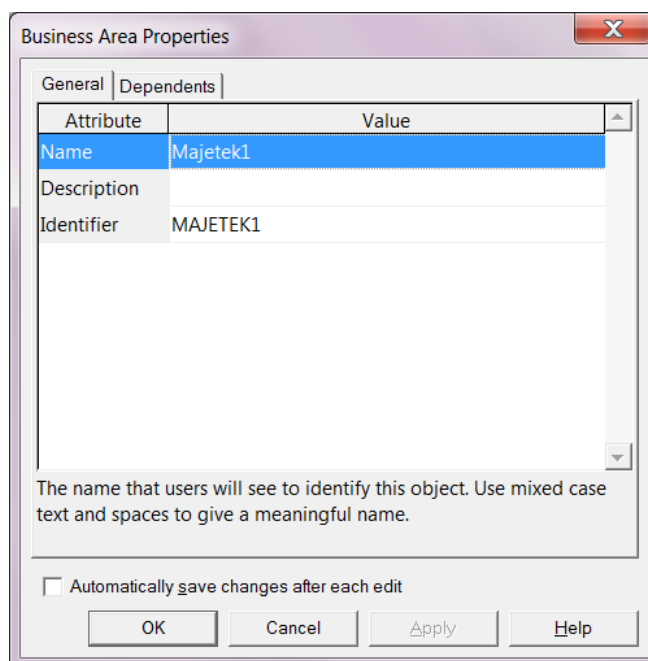 Business Area Properties
X
General Dependents
Attribute Value
Name Majetek1
Description
Identifier MAJETEK1
The name that users will see to identify this object. Use mixed case
text and spaces to give a meaningful name.
Automatically save changes after each edit
OK Cancel Apply Help